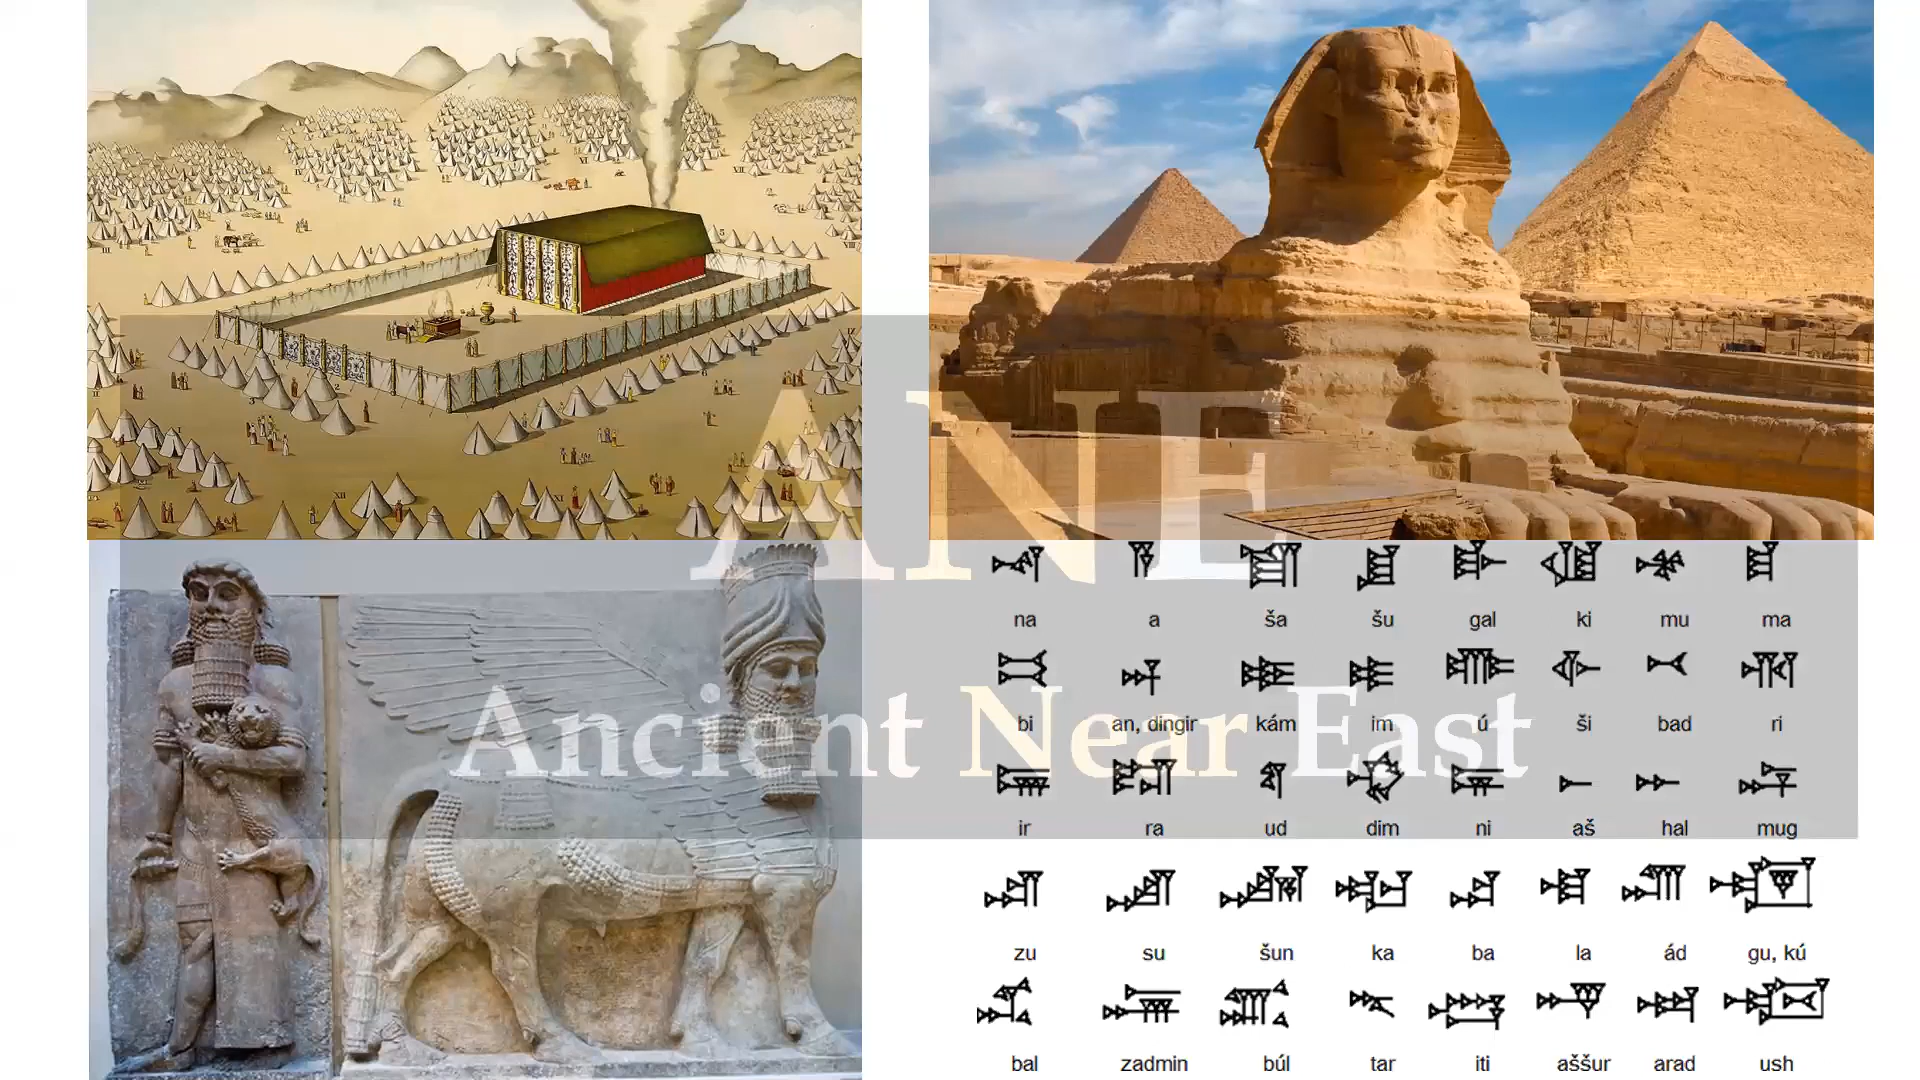 ANE
Ancient Near East
na a ša šu gal ki mu ma
bi an, dingir kám im ú ši bad ri
ir ra ud dim ni aš hal mug
zu su šun ka ba la ád gu, kú
bal zadmin búl tar iti aššur arad ush